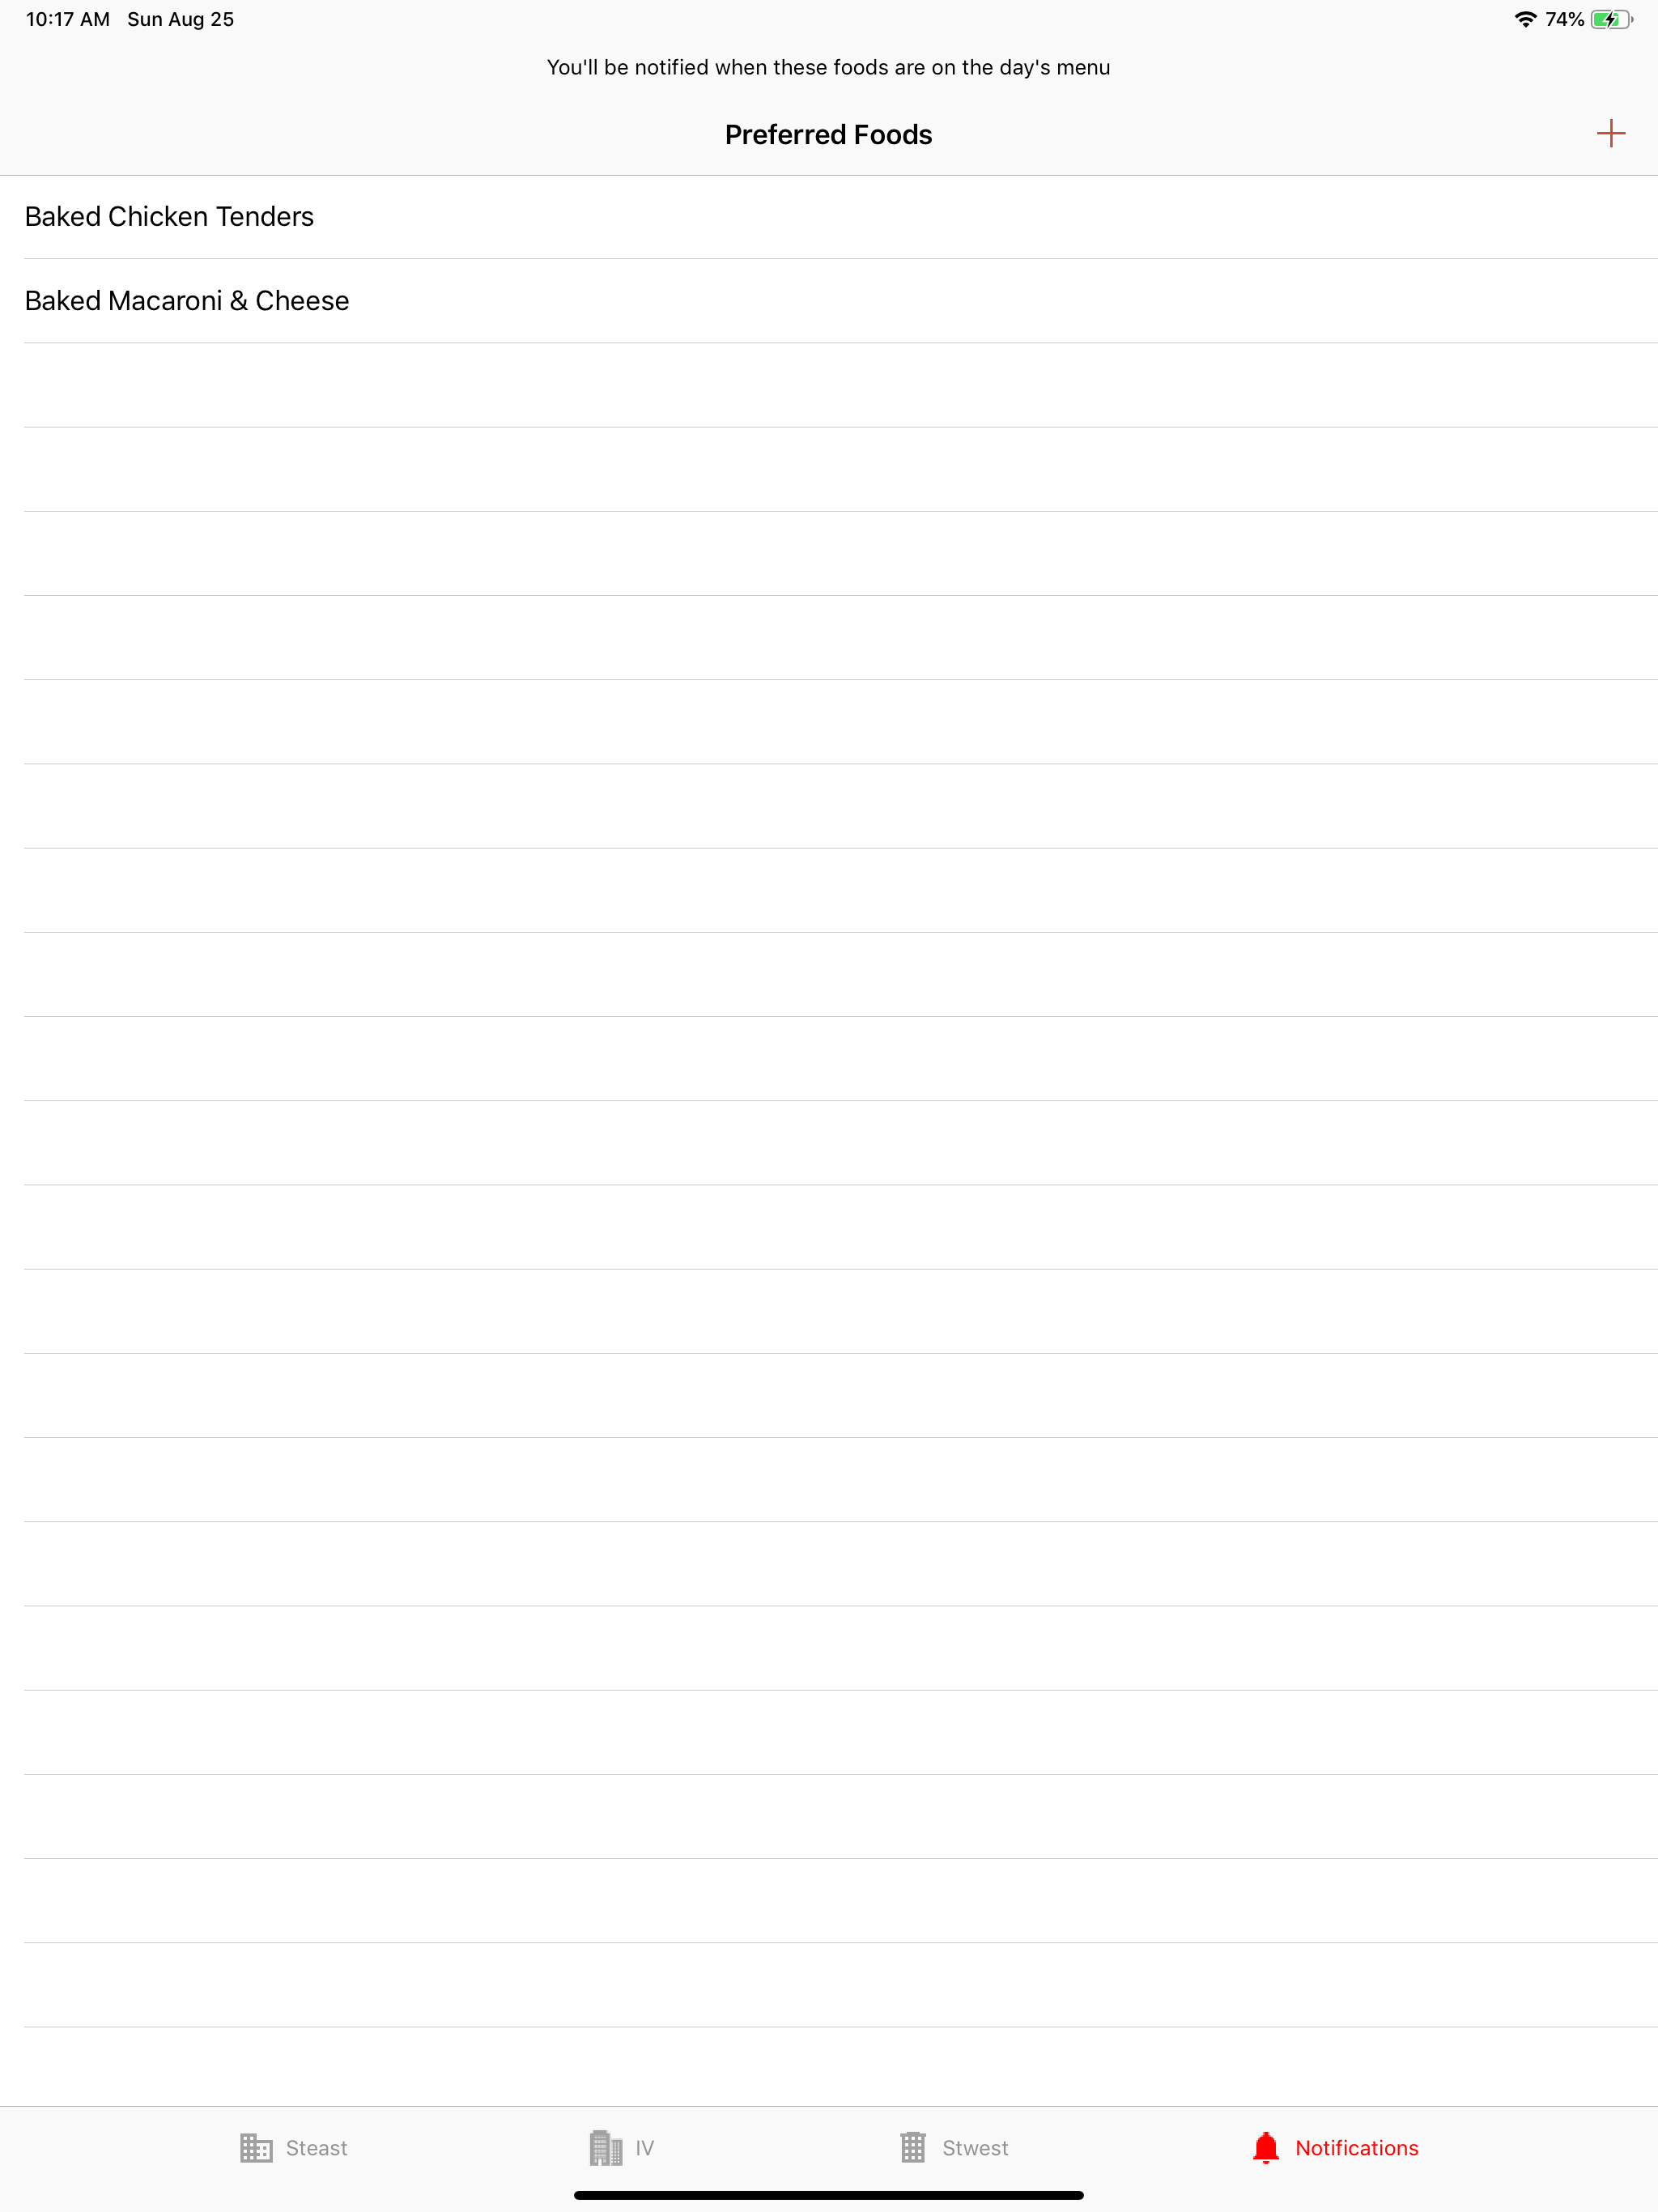 10:17 AM Sun Aug 25 74%
You'll be notified when these foods are on the day's menu
Preferred Foods
Baked Chicken Tenders
Baked Macaroni & Cheese
Steast IV Stwest Notifications